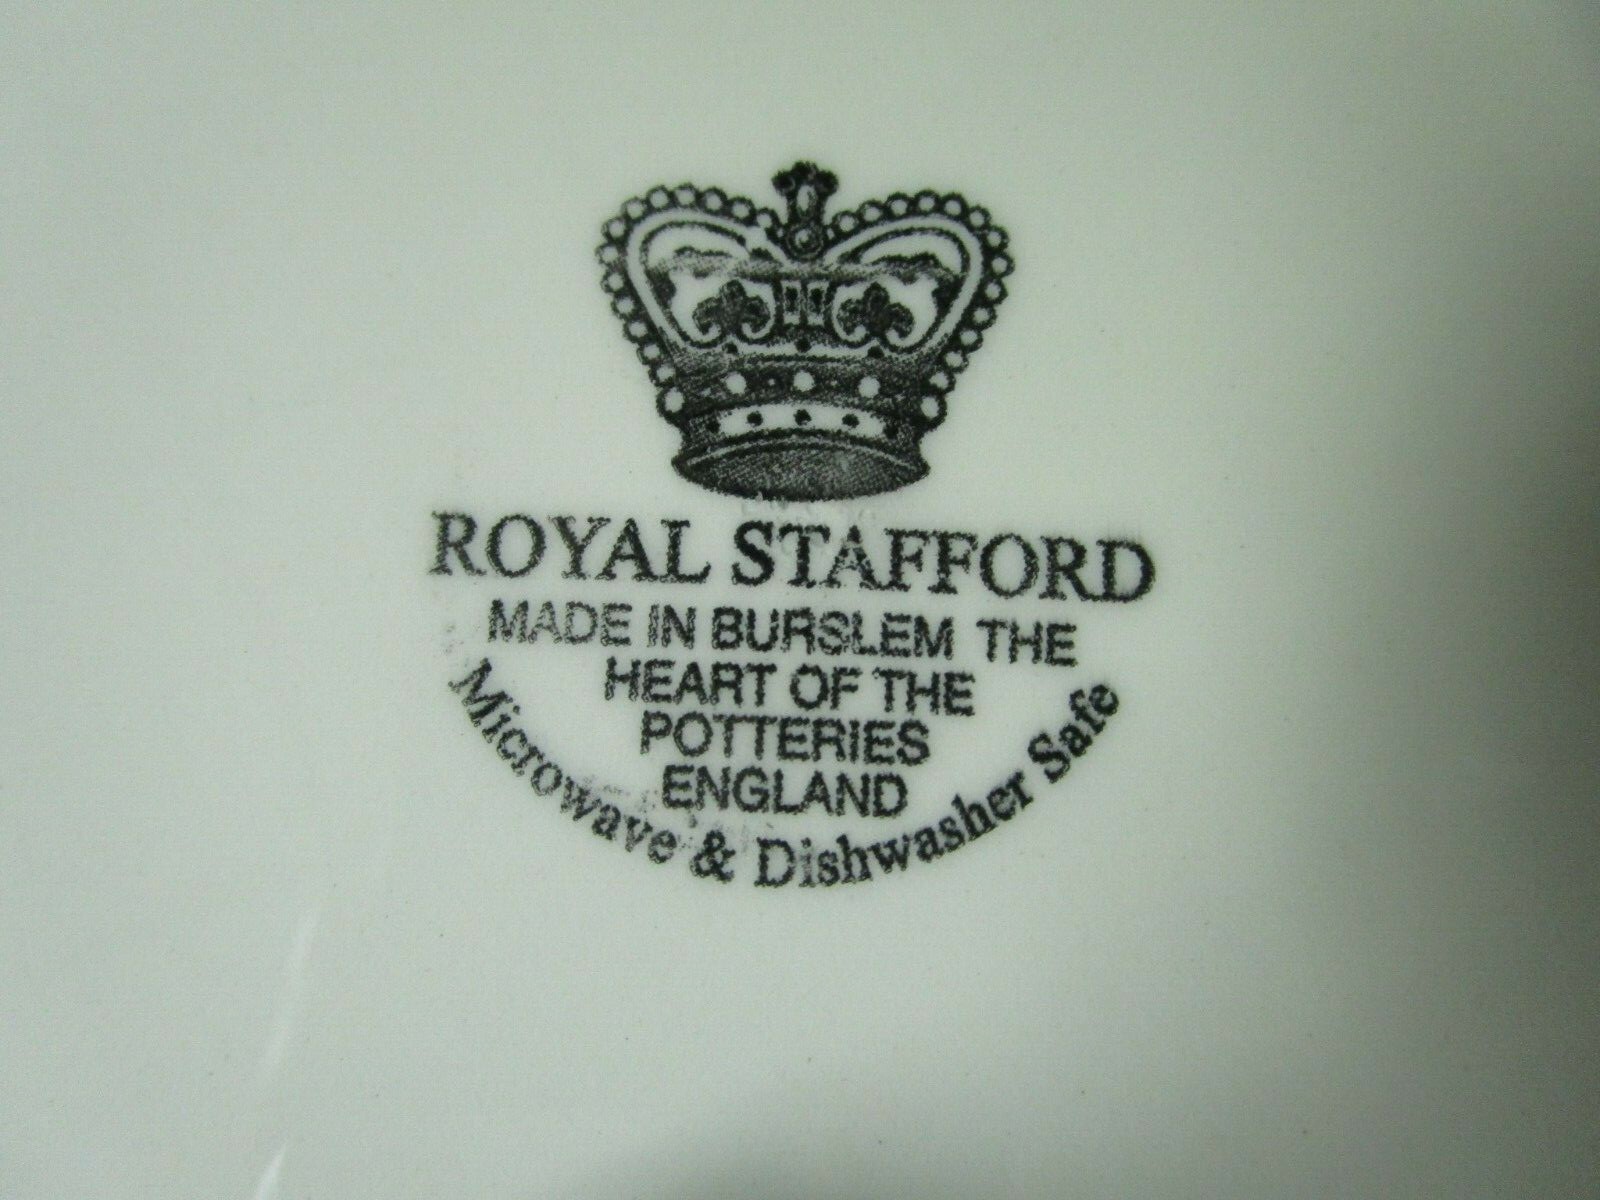 ROYAL STAFFORD
MADE IN BURSLEM THE
HEART OF THE
POTTERIES
ENGLAND
Microwave & Dishwasher Safe